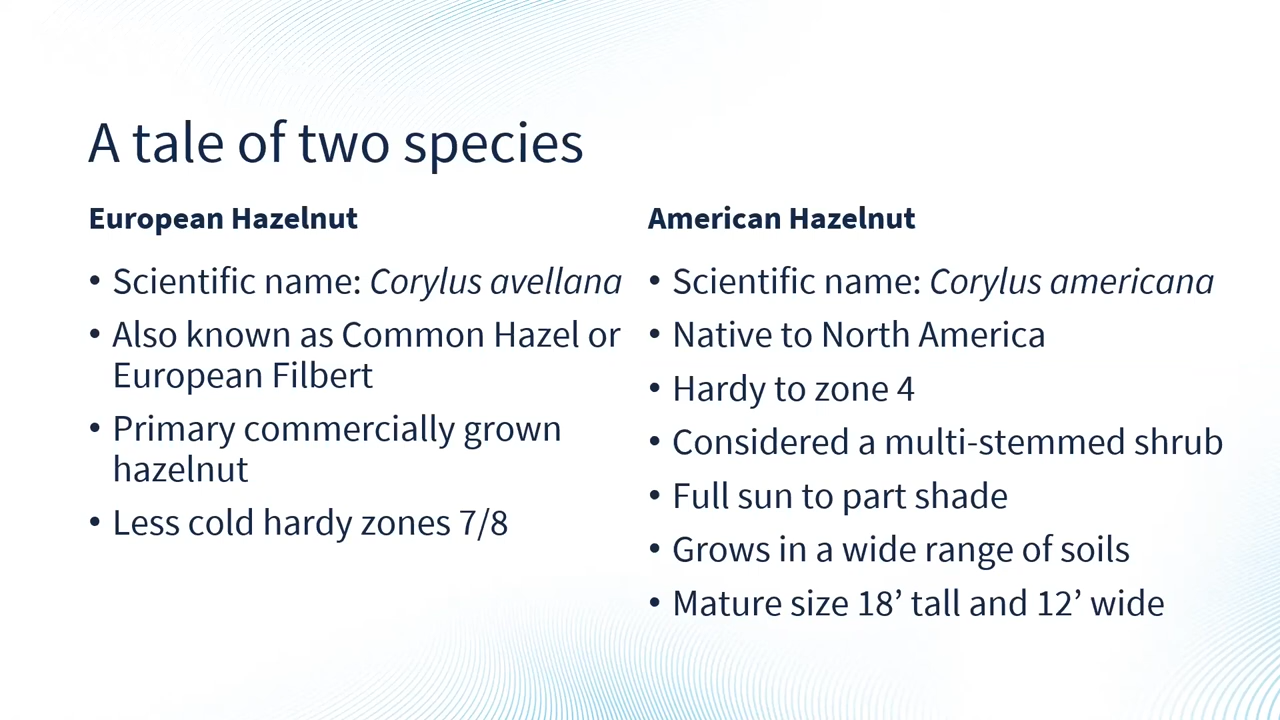 A tale of two species
European Hazelnut
• Scientific name: Corylus avellana
• Also known as Common Hazel or
European Filbert
• Primary commercially grown
hazelnut
• Less cold hardy zones 7/8
American Hazelnut
• Scientific name: Corylus americana
• Native to North America
• Hardy to zone 4
• Considered a multi-stemmed shrub
• Full sun to part shade
• Grows in a wide range of soils
• Mature size 18’ tall and 12’ wide